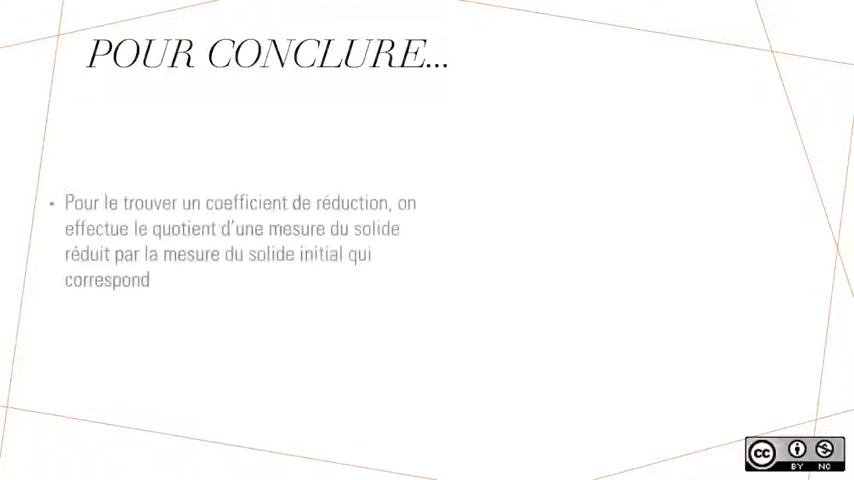 POUR CONCLURE...
• Pour le trouver un coefficient de réduction, on
effectue le quotient d'une mesure du solide
réduit par la mesure du solide initial qui
correspond
cc
BY NC